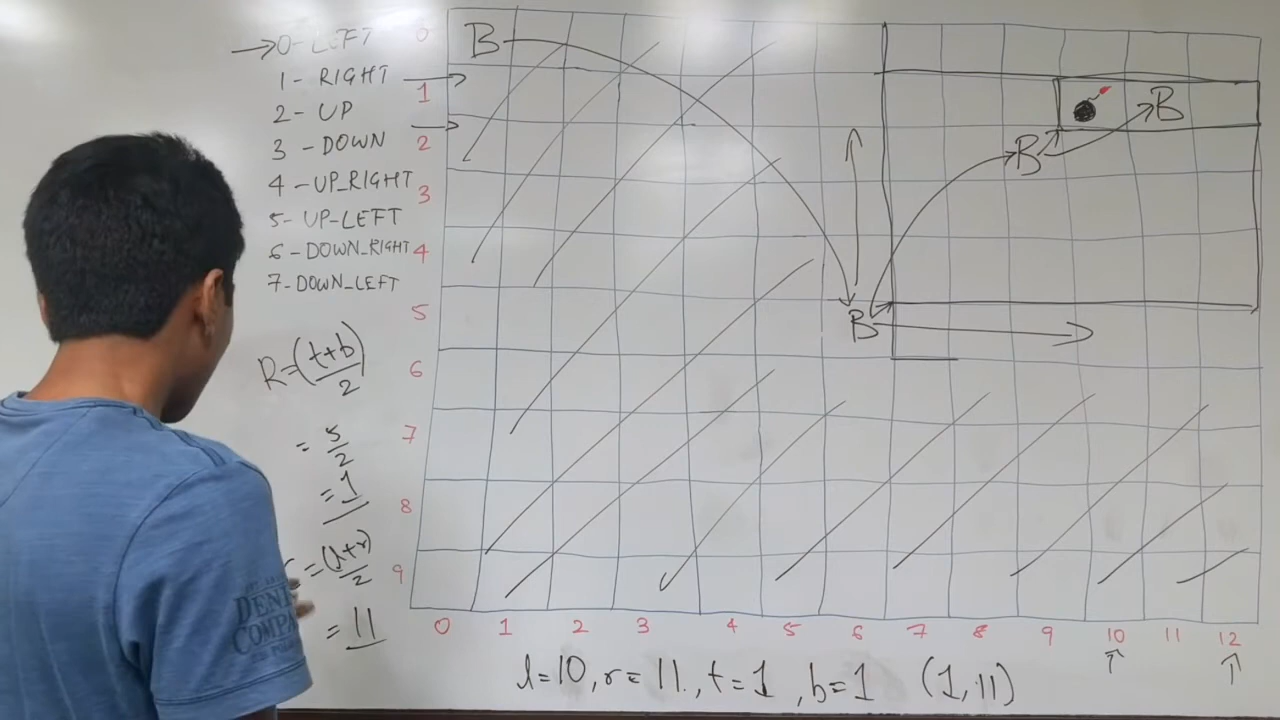 0-LEFT
1 - RIGHT
2 - UP
3 - DOWN
4 - UP_RIGHT
5 - UP-LEFT
6 - DOWN_RIGHT
7 - DOWN_LEFT
R=(t+b)/2
= 5/2
= 1
=(l+r)/2
= 11
0
1
2
3
4
5
6
7
8
9
B
B
B
B
0 1 2 3 4 5 6 7 8 9 10 11 12
l=10, r=11., t=1, b=1 (1,11)